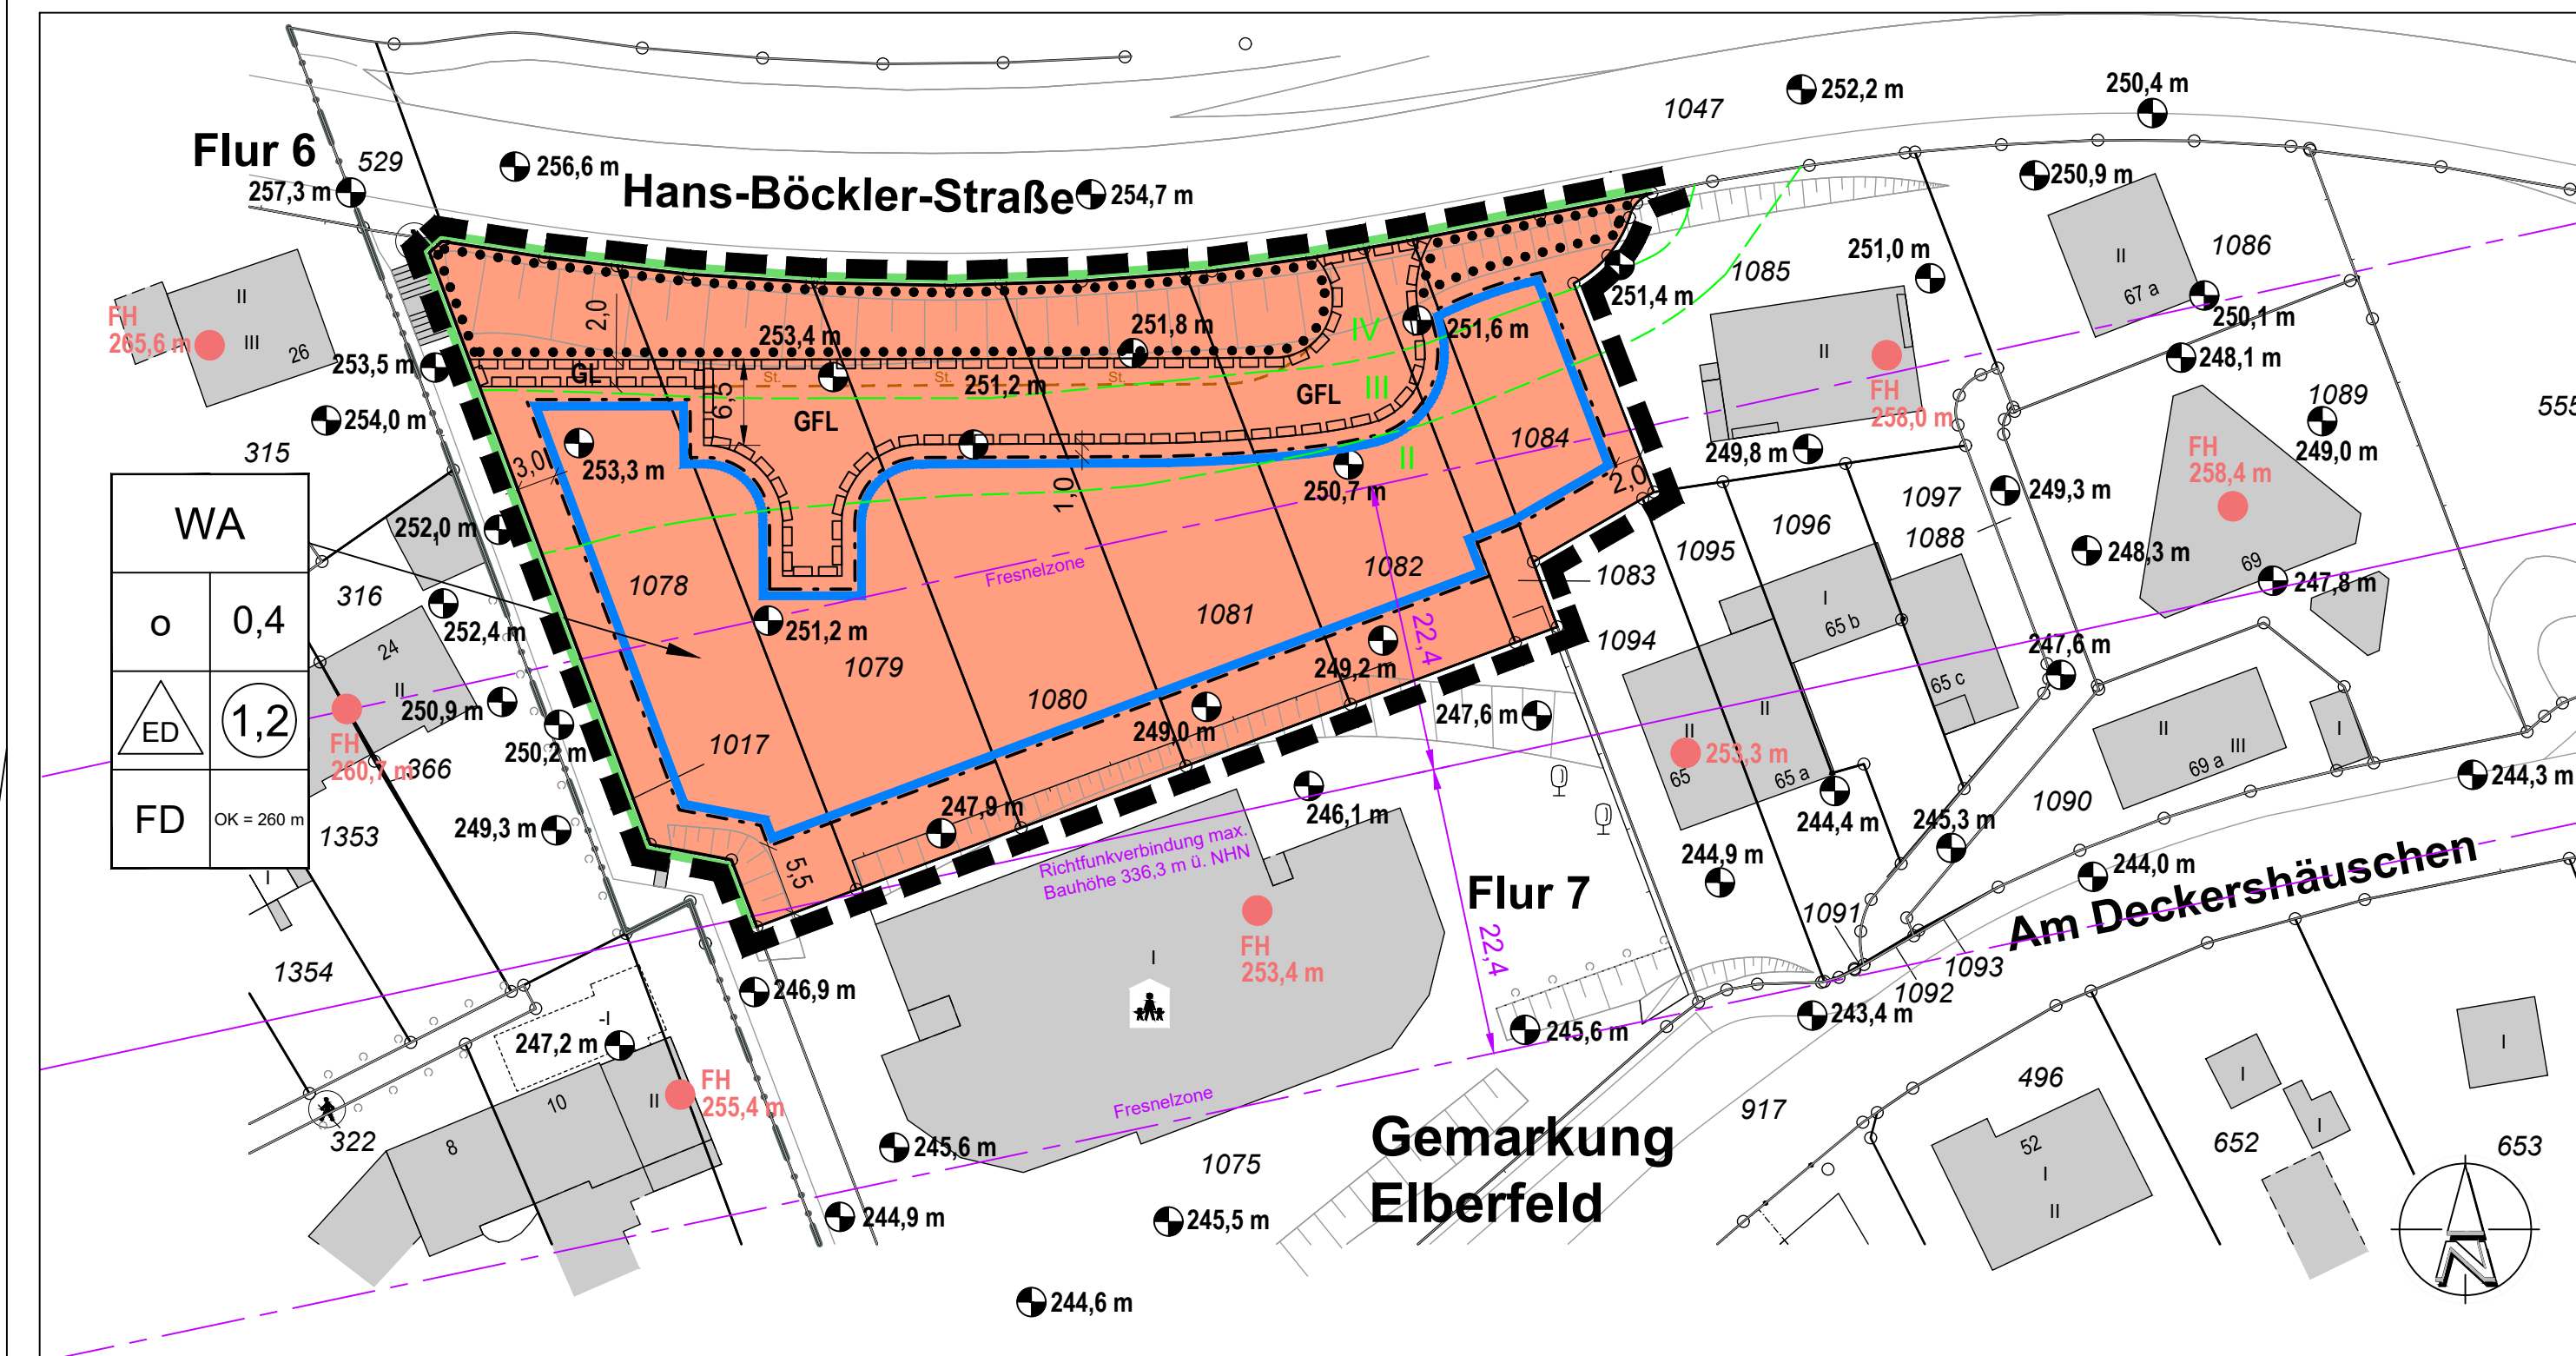 1047
252,2 m
250,4 m
Flur 6
529
256,6 m
257,3 m
Hans-Böckler-Straße
254,7 m
250,9 m
1086
251,0 m
1085
II
67 a
251,4 m
250,1 m
II
III
26
FH
265,6 m
2,0
253,4 m
251,8 m
IV
251,6 m
II
248,1 m
253,5 m
GL
St.
St.
St.
251,2 m
GFL
III
FH
258,0 m
1089
555
254,0 m
6,5
GFL
1084
249,8 m
FH
258,4 m
249,0 m
315
3,0
253,3 m
II
250,7 m
2,0
1097
249,3 m
WA
252,0 m
I
1,0
1096
1088
1095
248,3 m
69
247,8 m
o
0,4
316
252,4 m
24
1078
Fresnelzone
1082
1083
I
65 b
251,2 m
1081
22,4
1094
247,6 m
ED
1,2
II
250,9 m
1079
249,2 m
65 c
1080
II
250,2 m
1017
249,0 m
247,6 m
II
253,3 m
65
65 a
II
III
69 a
I
244,3 m
FH
260,7 m
366
FD
OK = 260 m
1353
249,3 m
247,9 m
246,1 m
244,4 m
245,3 m
1090
Richtfunkverbindung max.
Bauhöhe 336,3 m ü. NHN
5,5
I
244,9 m
244,0 m
Flur 7
1091
Am Deckershäuschen
1354
I
FH
253,4 m
22,4
1093
1092
246,9 m
-I
247,2 m
245,6 m
243,4 m
I
FH
255,4 m
II
10
8
Fresnelzone
496
I
917
322
245,6 m
1075
Gemarkung
Elberfeld
52
I
II
652
I
653
244,9 m
245,5 m
244,6 m
N